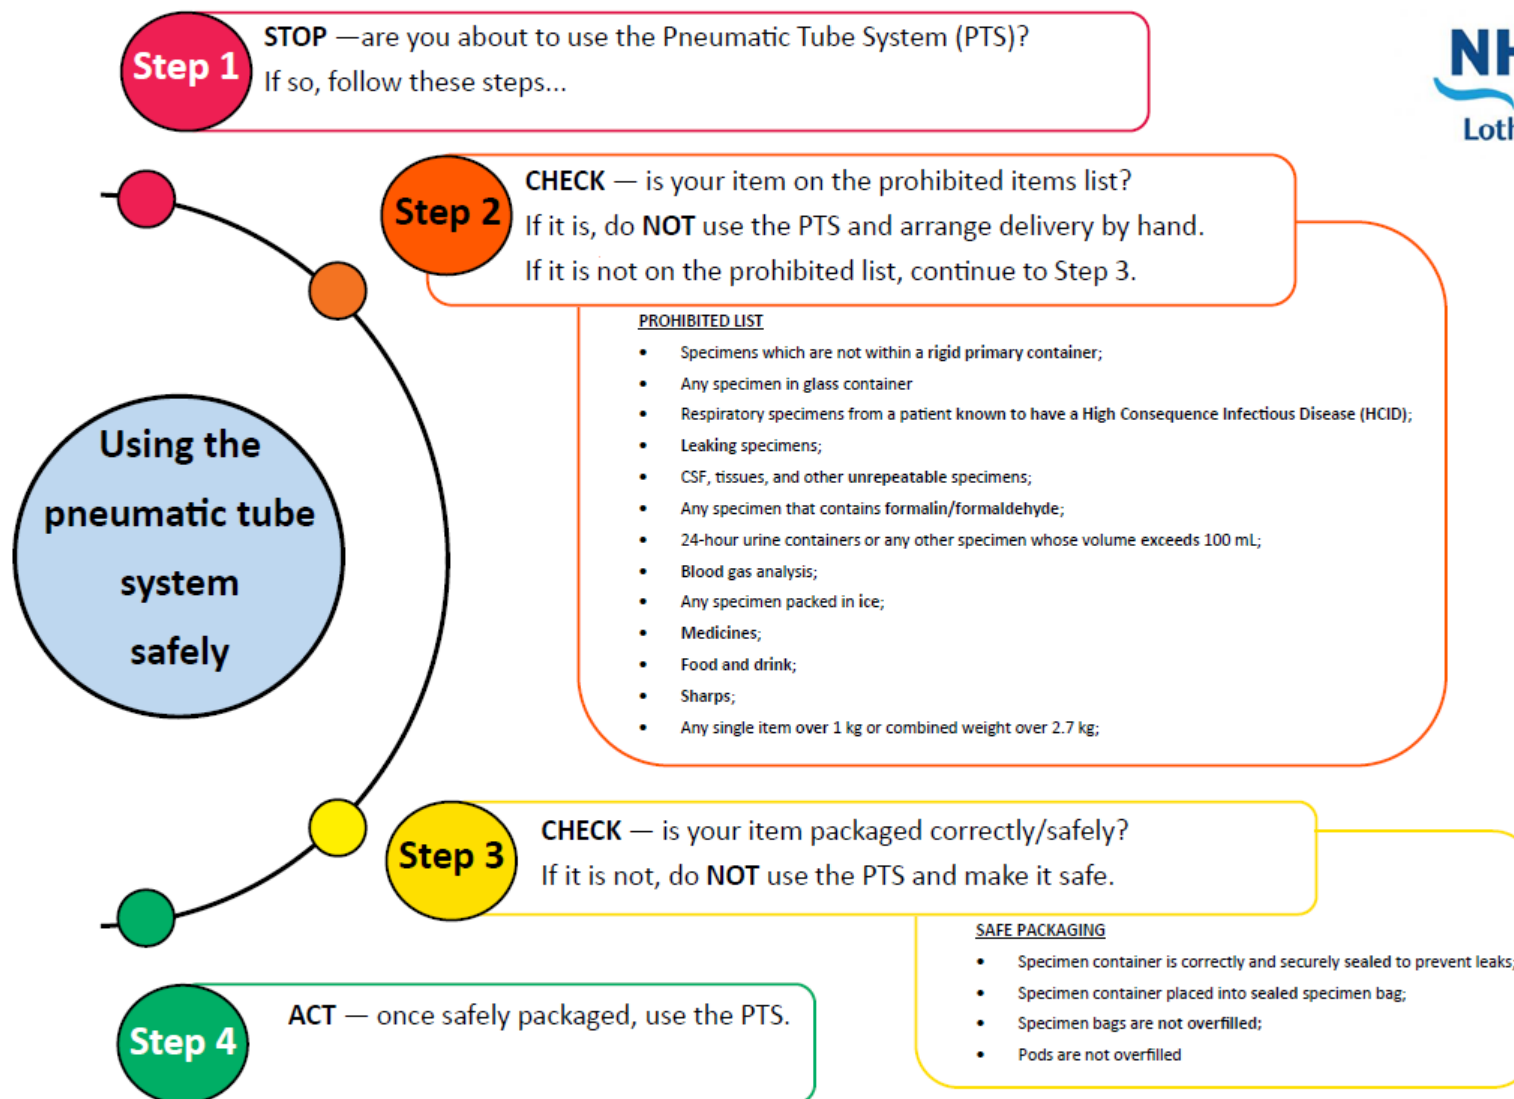 Step 1
STOP —are you about to use the Pneumatic Tube System (PTS)?
If so, follow these steps...
NH
Loth
Step 2
CHECK — is your item on the prohibited items list?
If it is, do NOT use the PTS and arrange delivery by hand.
If it is not on the prohibited list, continue to Step 3.
PROHIBITED LIST
• Specimens which are not within a rigid primary container;
• Any specimen in glass container
• Respiratory specimens from a patient known to have a High Consequence Infectious Disease (HCID);
• Leaking specimens;
• CSF, tissues, and other unrepeatable specimens;
• Any specimen that contains formalin/formaldehyde;
• 24-hour urine containers or any other specimen whose volume exceeds 100 mL;
• Blood gas analysis;
• Any specimen packed in ice;
• Medicines;
• Food and drink;
• Sharps;
• Any single item over 1 kg or combined weight over 2.7 kg;
Using the
pneumatic tube
system
safely
Step 3
CHECK — is your item packaged correctly/safely?
If it is not, do NOT use the PTS and make it safe.
SAFE PACKAGING
• Specimen container is correctly and securely sealed to prevent leaks;
• Specimen container placed into sealed specimen bag;
• Specimen bags are not overfilled;
• Pods are not overfilled
Step 4
ACT — once safely packaged, use the PTS.